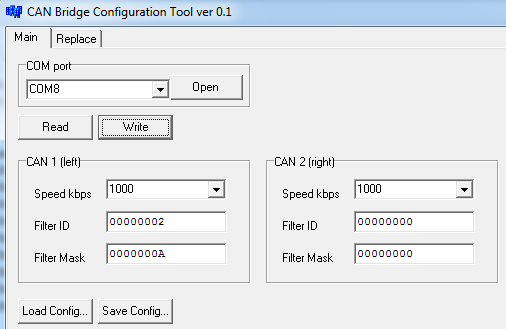 CAN Bridge Configuration Tool ver 0.1
Main Replace
COM port
COM8 Open
Read Write
CAN 1 (left) CAN 2 (right)
Speed kbps 1000 Speed kbps 1000
Filter ID 00000002 Filter ID 00000000
Filter Mask 0000000A Filter Mask 00000000
Load Config... Save Config...